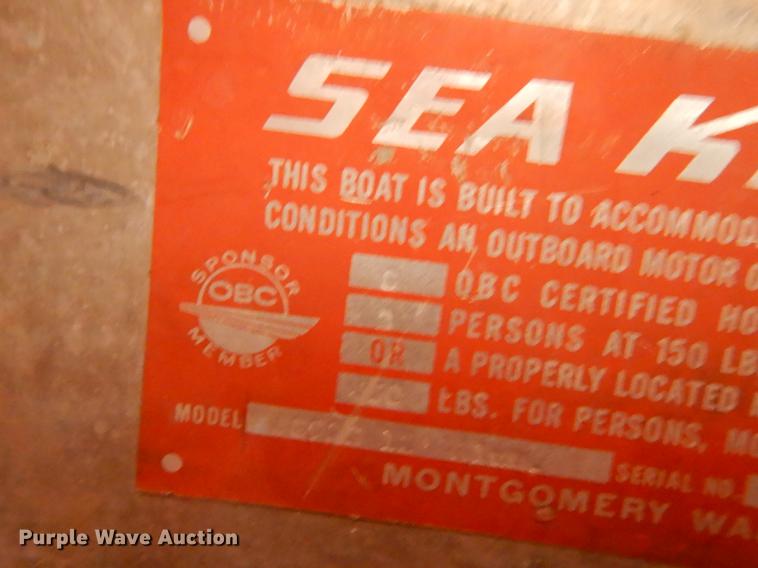 SEA K
THIS BOAT IS BUILT TO ACCOMMOD
CONDITIONS AN OUTBOARD MOTOR O
OBC CERTIFIED HO
PERSONS AT 150 LB
OR A PROPERLY LOCATED
LBS. FOR PERSONS, MO
SPONSOR
OBC
MEMBER
MODEL
SERIAL NO.
MONTGOMERY WA
Purple Wave Auction